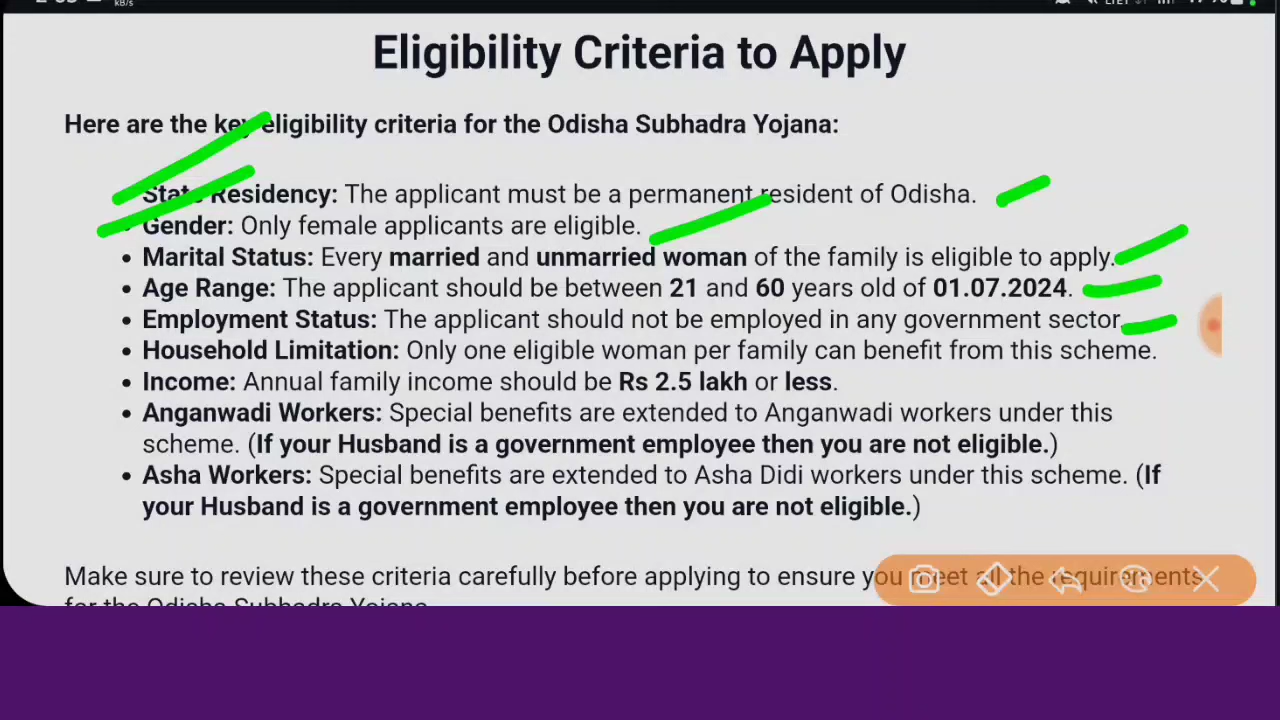 kB/s
Eligibility Criteria to Apply
Here are the key eligibility criteria for the Odisha Subhadra Yojana:
State Residency: The applicant must be a permanent resident of Odisha.
• Gender: Only female applicants are eligible.
• Marital Status: Every married and unmarried woman of the family is eligible to apply.
• Age Range: The applicant should be between 21 and 60 years old of 01.07.2024.
• Employment Status: The applicant should not be employed in any government sector.
• Household Limitation: Only one eligible woman per family can benefit from this scheme.
• Income: Annual family income should be Rs 2.5 lakh or less.
• Anganwadi Workers: Special benefits are extended to Anganwadi workers under this
scheme. (If your Husband is a government employee then you are not eligible.)
• Asha Workers: Special benefits are extended to Asha Didi workers under this scheme. (If
your Husband is a government employee then you are not eligible.)
Make sure to review these criteria carefully before applying to ensure you meet all the requirements
for the Odisha Subhadra Yojana